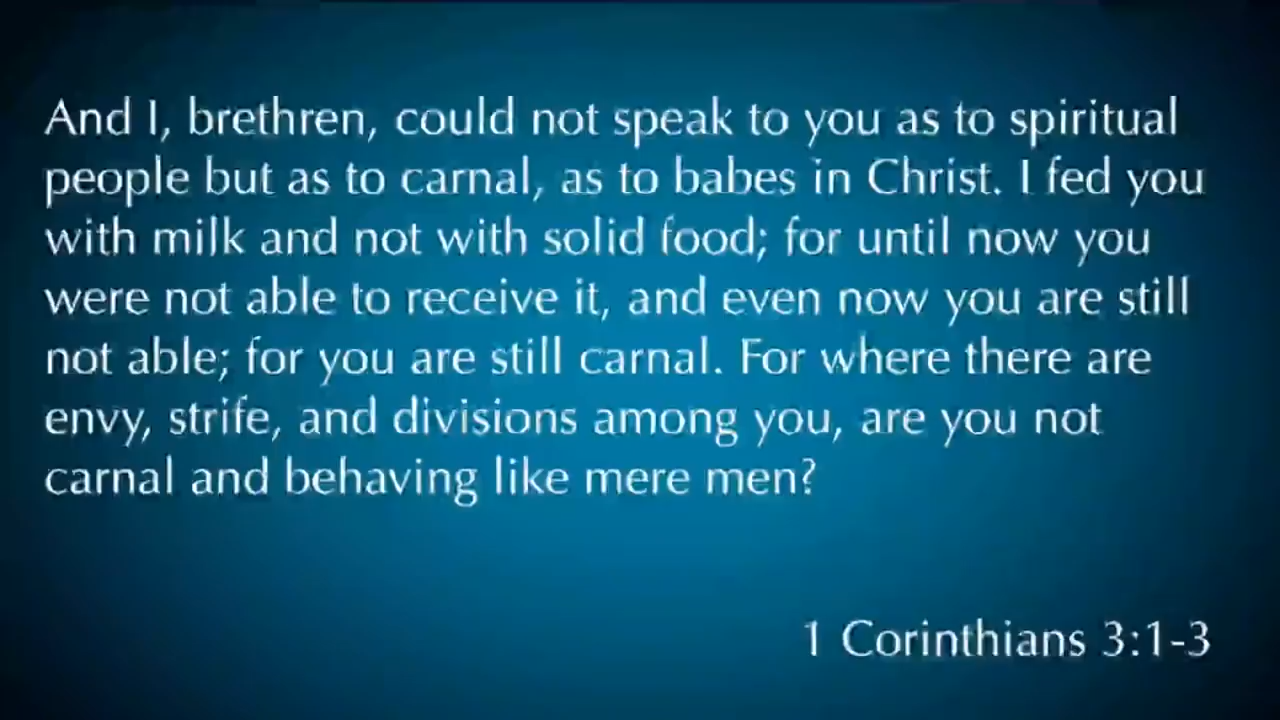 And I, brethren, could not speak to you as to spiritual
people but as to carnal, as to babes in Christ. I fed you
with milk and not with solid food; for until now you
were not able to receive it, and even now you are still
not able; for you are still carnal. For where there are
envy, strife, and divisions among you, are you not
carnal and behaving like mere men?
1 Corinthians 3:1-3